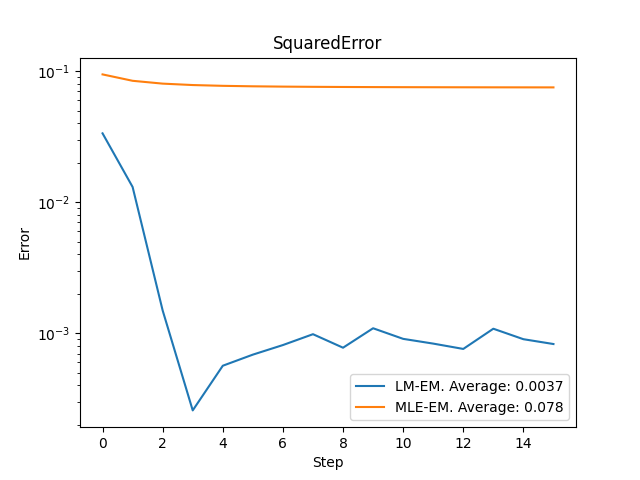 SquaredError
Error
10⁻¹
10⁻²
10⁻³
0 2 4 6 8 10 12 14
Step
LM-EM. Average: 0.0037
MLE-EM. Average: 0.078